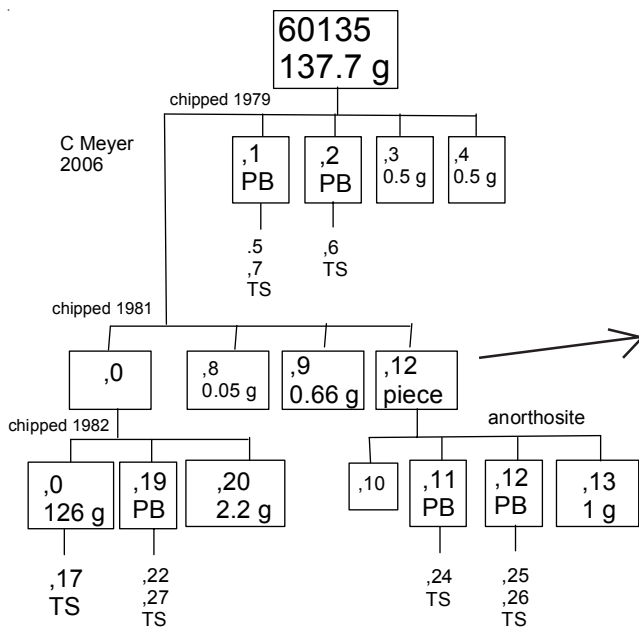 60135
137.7 g
chipped 1979
C Meyer
2006
,1
PB
,2
PB
,3
0.5 g
,4
0.5 g
.5
,7
TS
,6
TS
chipped 1981
,0
,8
0.05 g
,9
0.66 g
,12
piece
chipped 1982
anorthosite
,0
126 g
,19
PB
,20
2.2 g
,10
,11
PB
,12
PB
,13
1 g
,17
TS
,22
,27
TS
,24
TS
,25
,26
TS